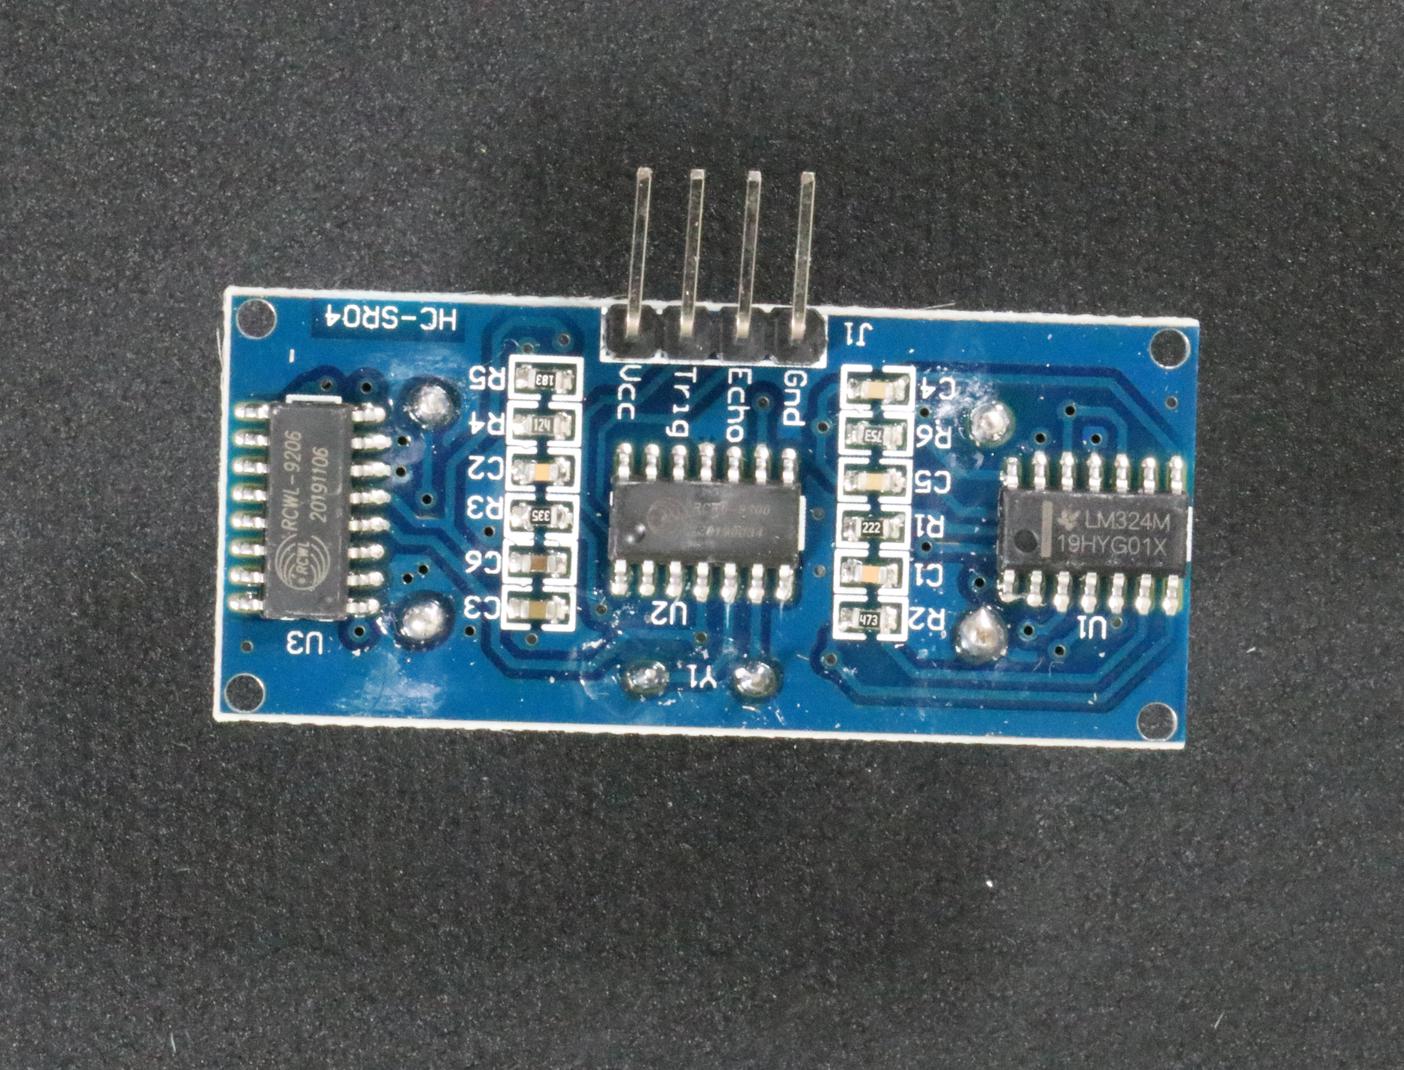 HC-SR04
J1
Vcc
Trig
Echo
Gnd
R5
183
R4
124
C2
R3
335
C6
C3
C4
R6
753
C5
R1
222
C1
R2
473
RCWL-9206
20191106
RCWL
U3
U2
LM324M
19HYG01X
U1
Y1